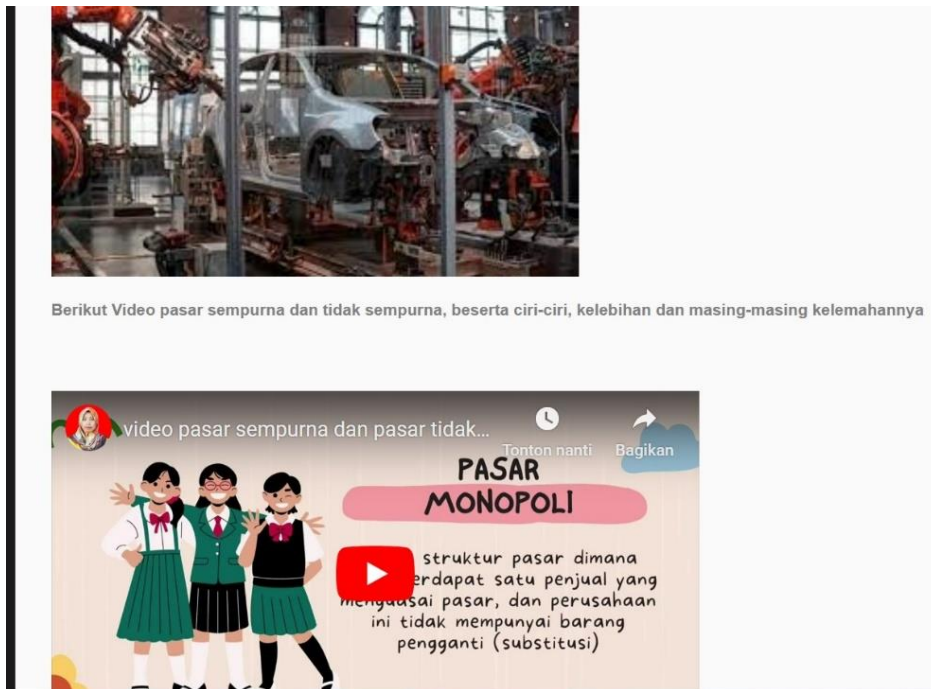 Berikut Video pasar sempurna dan tidak sempurna, beserta ciri-ciri, kelebihan dan masing-masing kelemahannya
video pasar sempurna dan pasar tidak...
Tonton nanti
Bagikan
PASAR
MONOPOLI
struktur pasar dimana
satu penjual yang
pasar, dan perusahaan
ini tidak mempunyai barang
pengganti (substitusi)